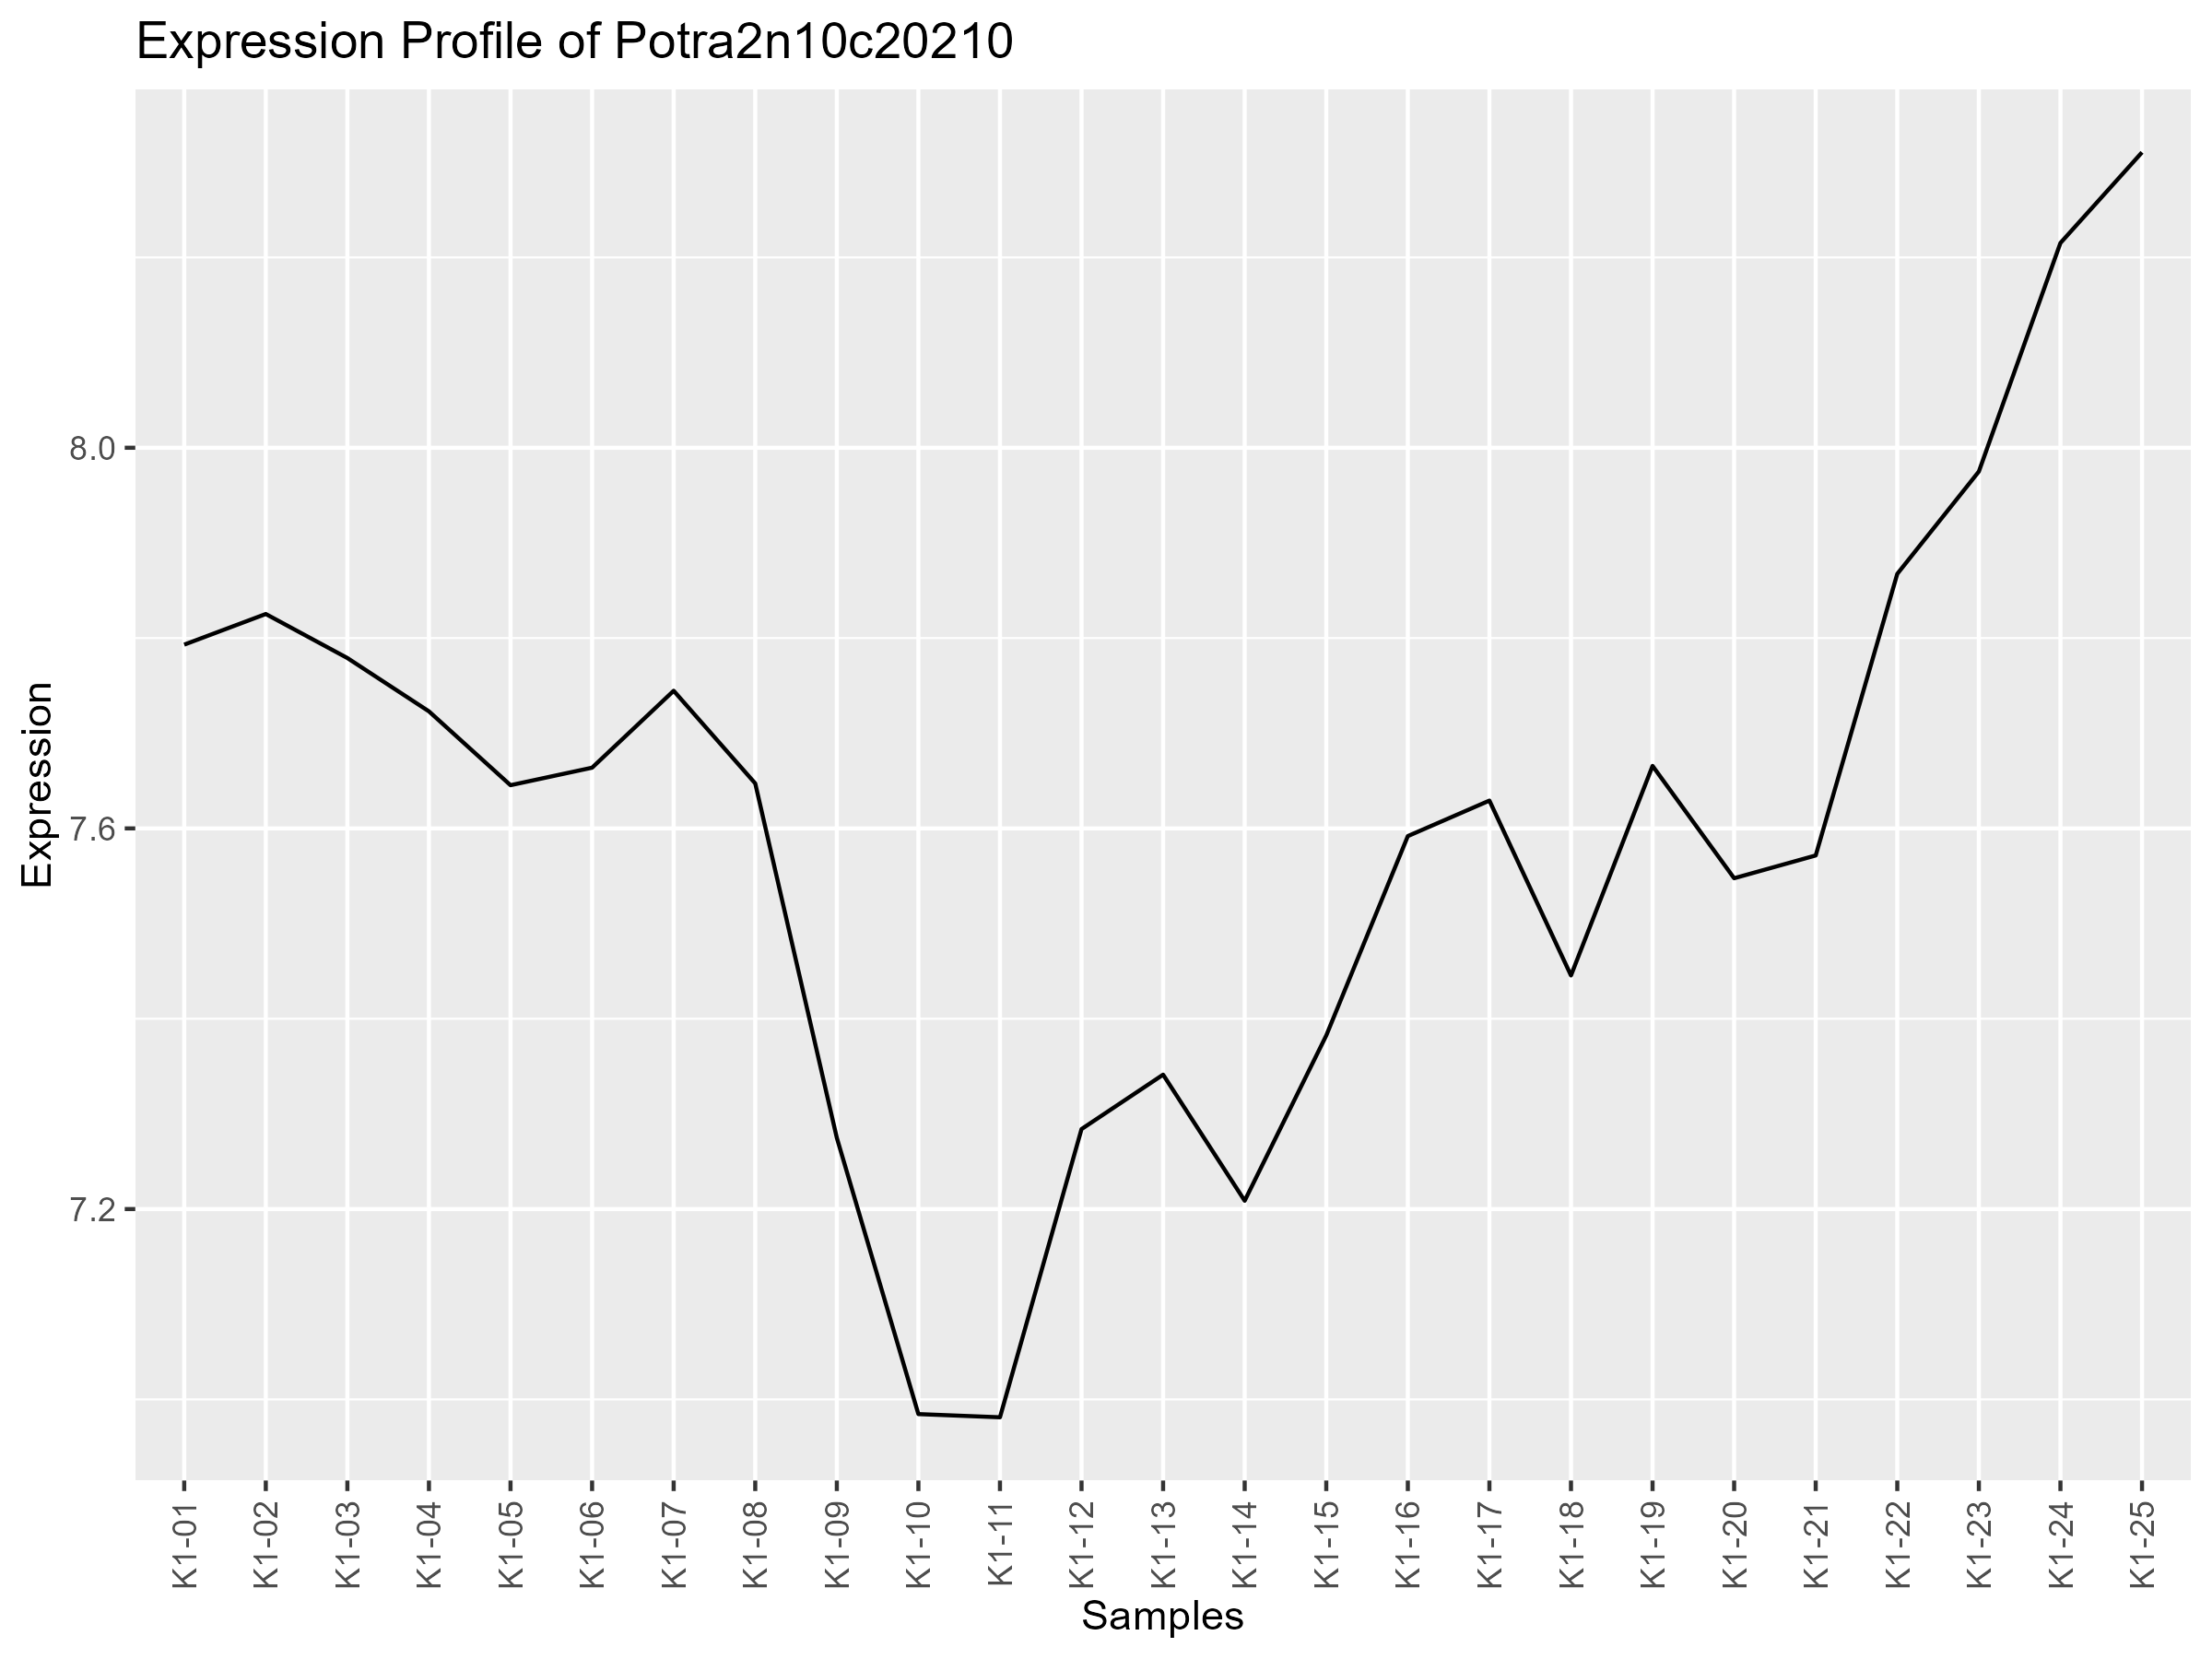 Expression Profile of Potra2n10c20210
Expression
8.0
7.6
7.2
K1-01
K1-02
K1-03
K1-04
K1-05
K1-06
K1-07
K1-08
K1-09
K1-10
K1-11
K1-12
K1-13
K1-14
K1-15
K1-16
K1-17
K1-18
K1-19
K1-20
K1-21
K1-22
K1-23
K1-24
K1-25
Samples